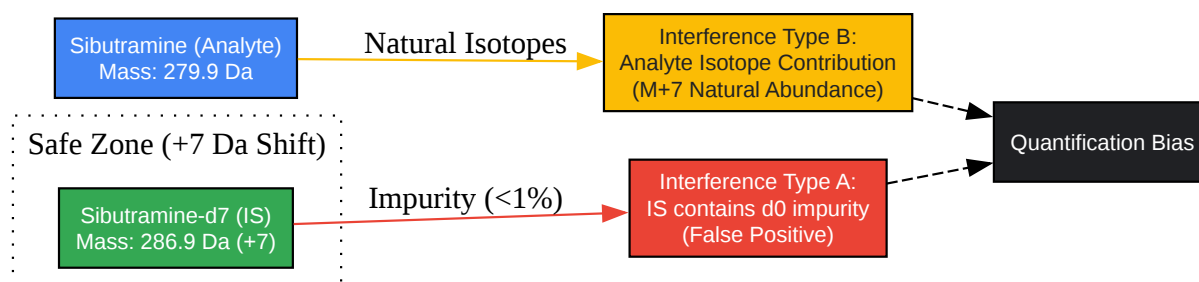 Sibutramine (Analyte)
Mass: 279.9 Da
Natural Isotopes
Interference Type B:
Analyte Isotope Contribution
(M+7 Natural Abundance)
Safe Zone (+7 Da Shift)
Sibutramine-d7 (IS)
Mass: 286.9 Da (+7)
Impurity (<1%)
Interference Type A:
IS contains d0 impurity
(False Positive)
Quantification Bias